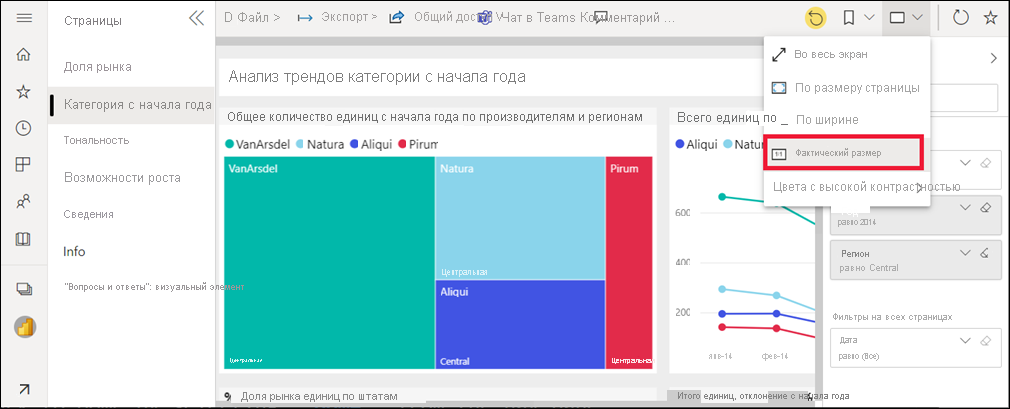 Страницы
Доля рынка
Категория с начала года
Тональность
Возможности роста
Сведения
Info
"Вопросы и ответы": визуальный элемент
D Файл
Экспорт
Общий дост
Чат в Teams Комментарий ...
Анализ трендов категории с начала года
Общее количество единиц с начала года по производителям и регионам
VanArsdel Natura Aliqui Pirum
VanArsdel
Центральная
Natura
Центральная
Aliqui
Central
Pirum
Центральная
Всего единиц по _
Aliqui Natu
600
400
200
янв-14 фев-14
Доля рынка единиц по штатам
Итого единиц, отклонение с начала года
Во весь экран
По размеру страницы
По ширине
1:1 Фактический размер
Цвета с высокой контрастностью
равно 2014
Регион
равно Central
Фильтры на всех страницах
Дата
равно (Все)